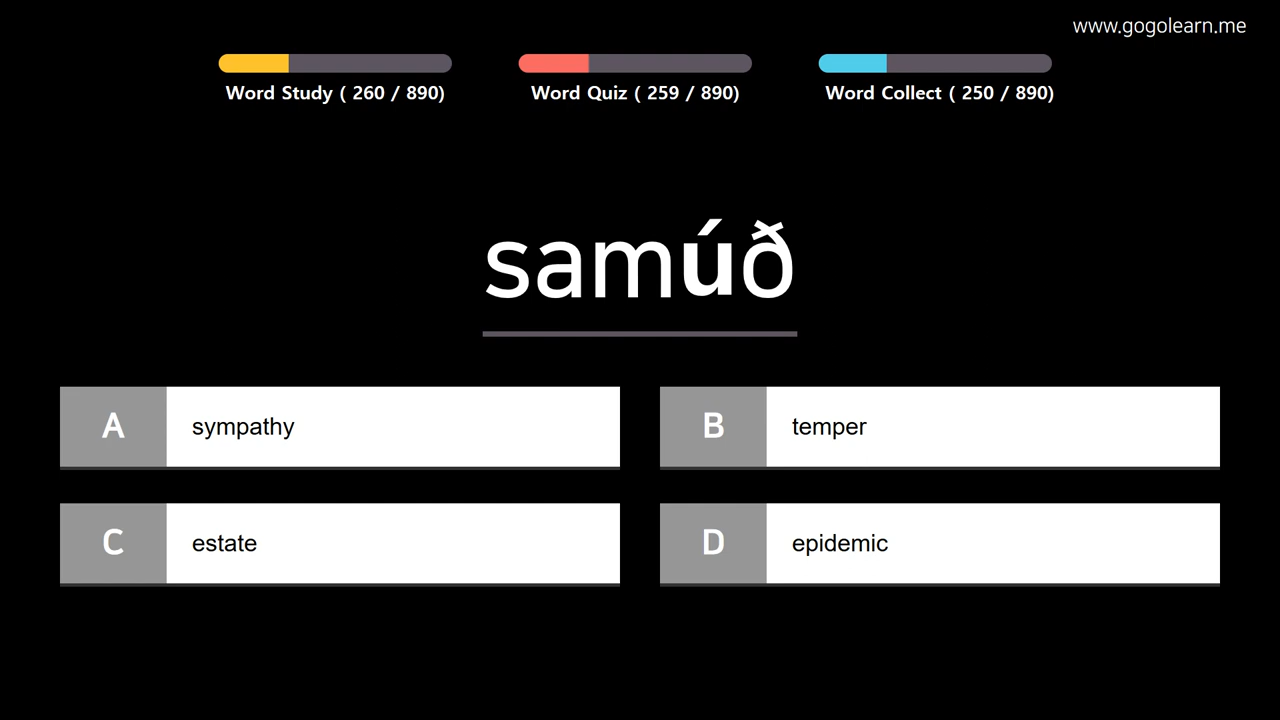 www.gogolearn.me
Word Study ( 260 / 890)
Word Quiz ( 259 / 890)
Word Collect ( 250 / 890)
samúð
A sympathy
B temper
C estate
D epidemic